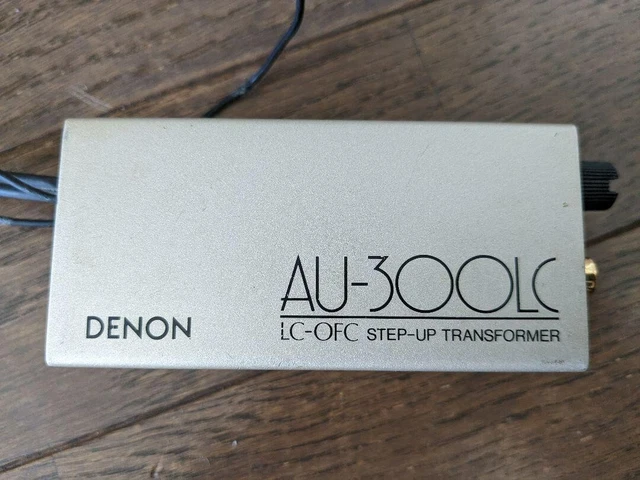 AU-300LC
DENON
LC-OFC STEP-UP TRANSFORMER